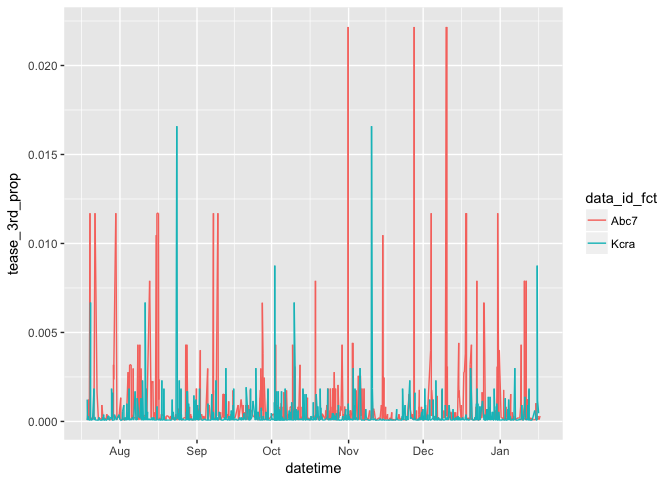 0.020
0.015
0.010
0.005
0.000
tease_3rd_prop
Aug Sep Oct Nov Dec Jan
datetime
data_id_fct
Abc7
Kcra